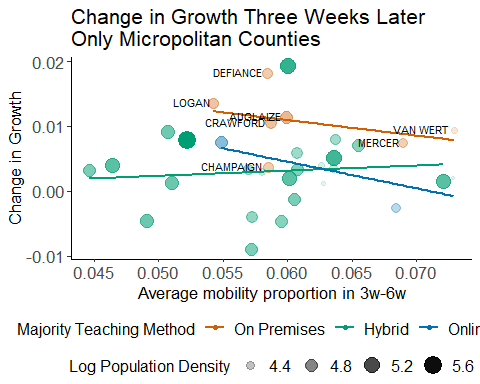 Change in Growth Three Weeks Later
Only Micropolitan Counties
0.02
DEFIANCE
LOGAN
AUGLAIZE
CRAWFORD
VAN WERT
0.01
MERCER
CHAMPAIGN
0.00
-0.01
Change in Growth
0.045 0.050 0.055 0.060 0.065 0.070
Average mobility proportion in 3w-6w
Majority Teaching Method On Premises Hybrid Onlin
Log Population Density 4.4 4.8 5.2 5.6